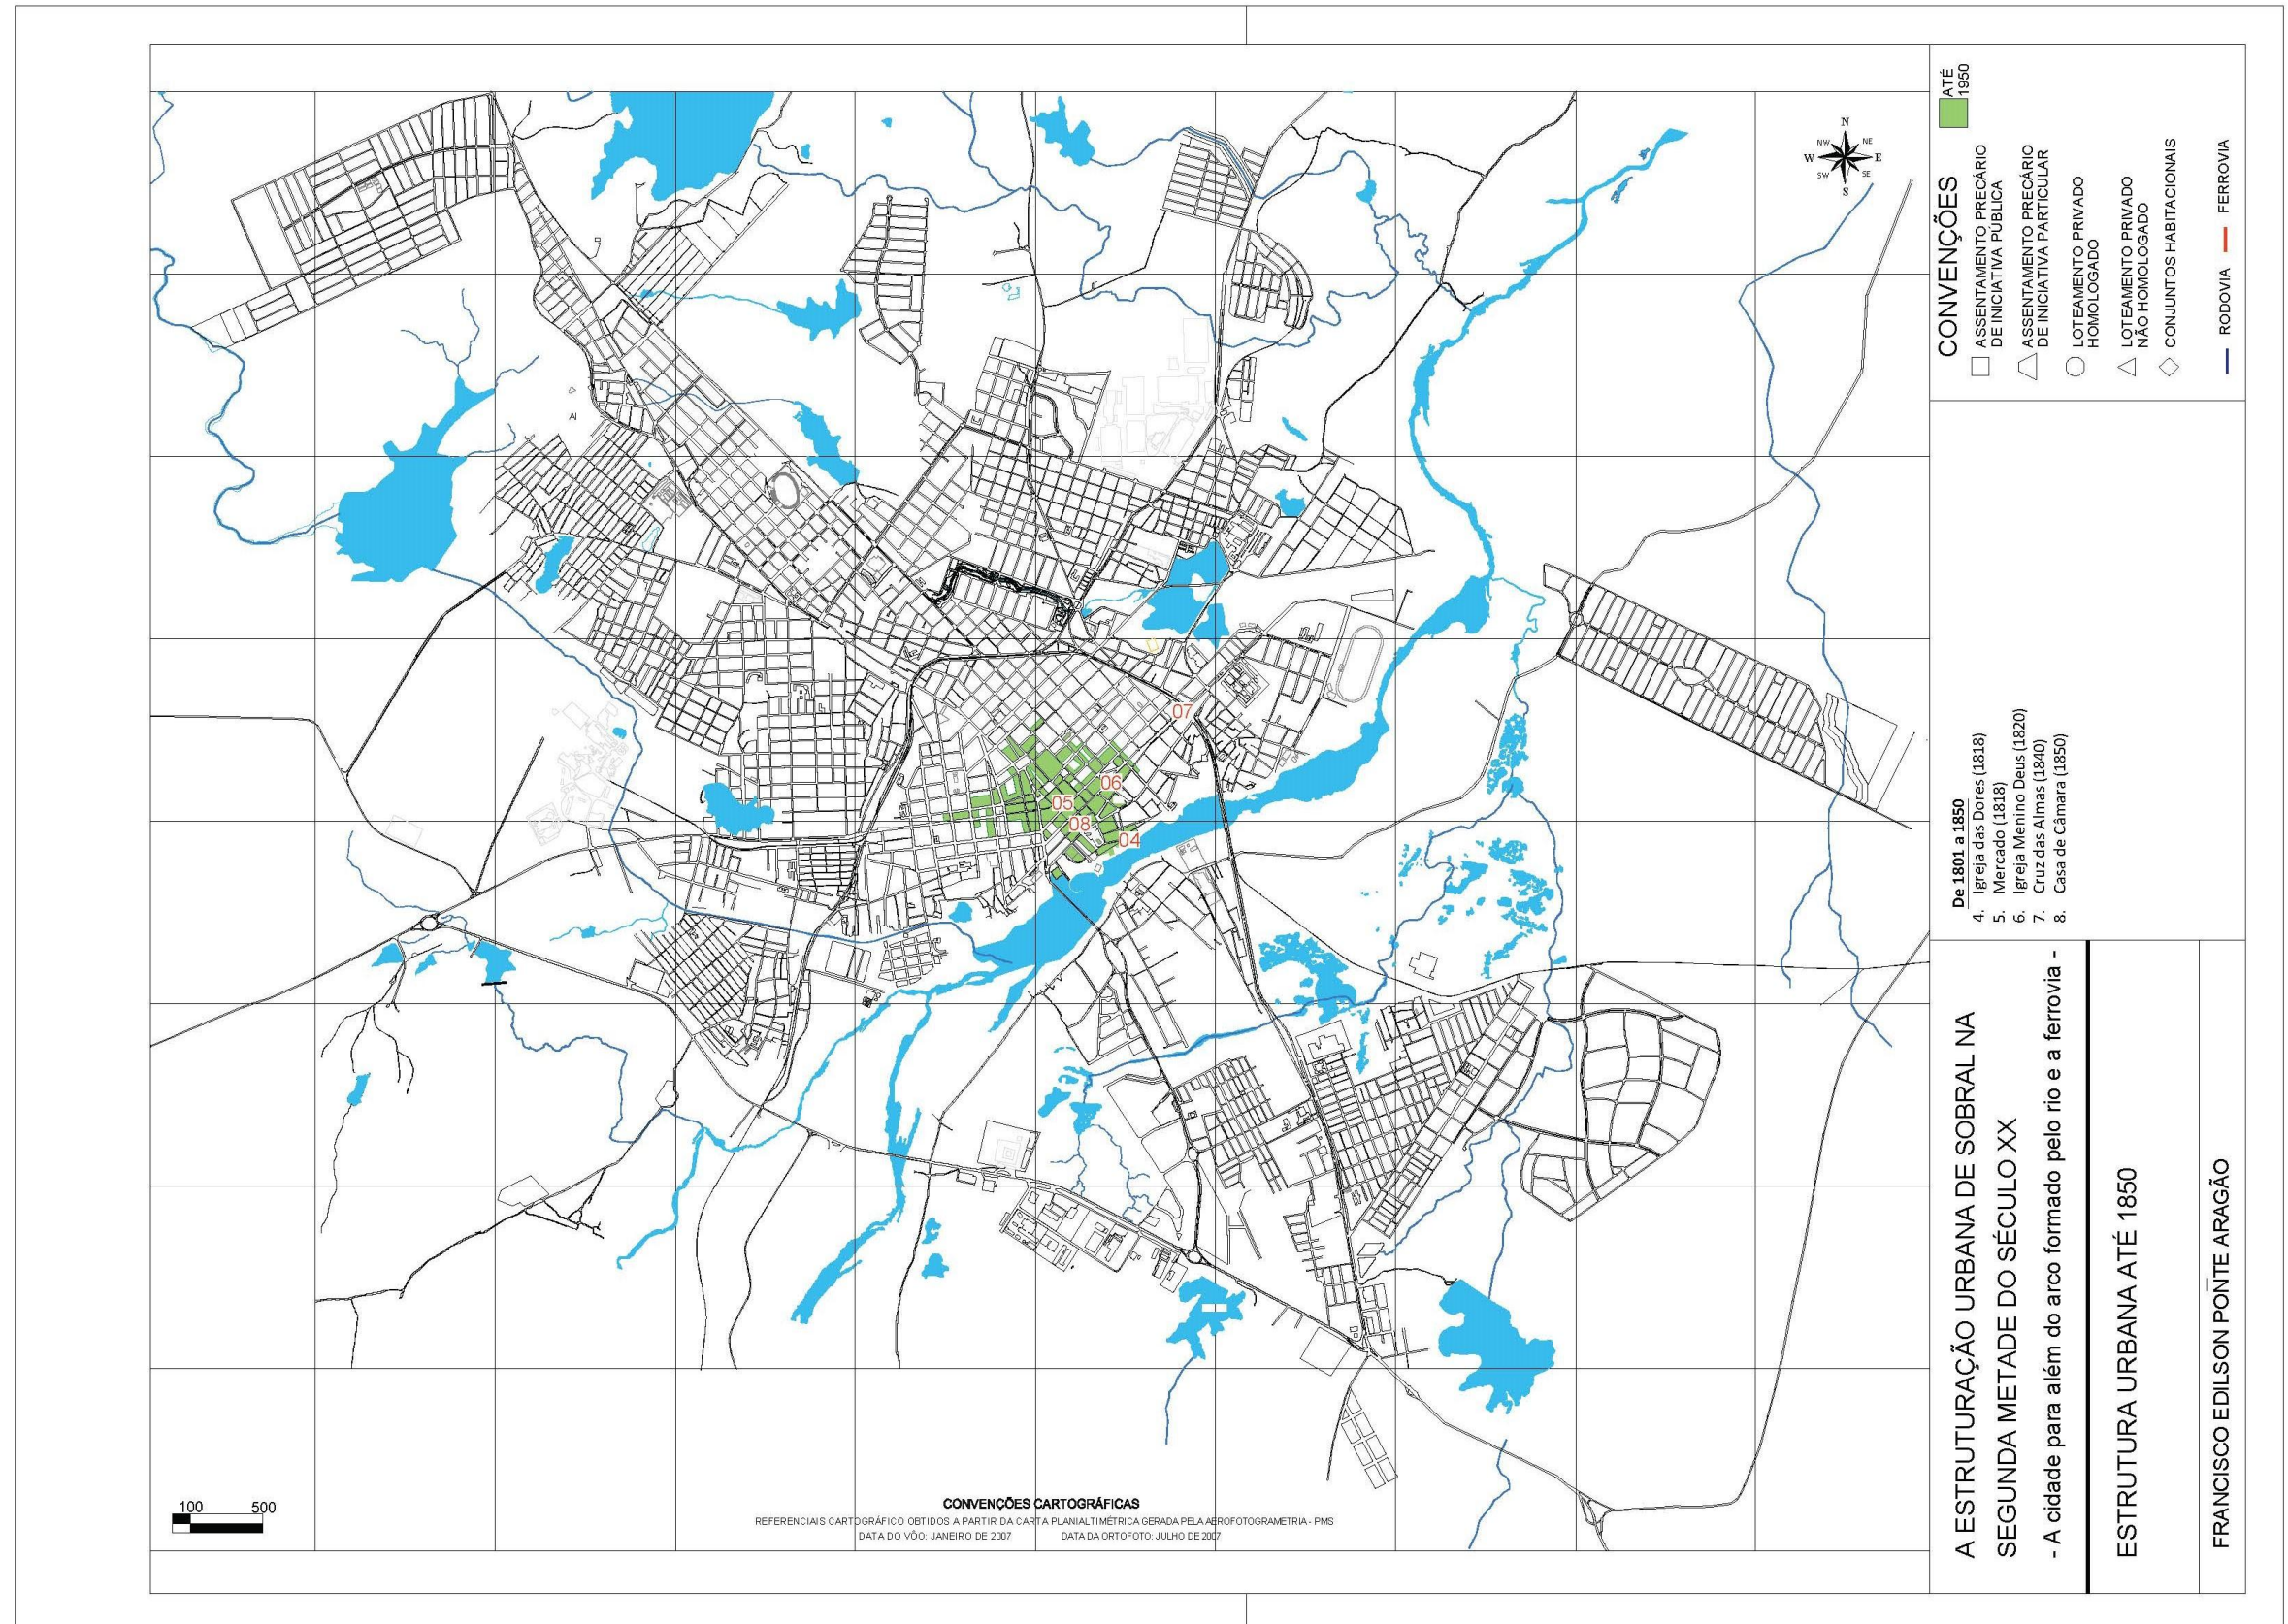 N
NW
NE
W
E
SW
SE
S
Al
07
06
05
08
04
100 500
CONVENÇÕES CARTOGRÁFICAS
REFERENCIAIS CARTOGRÁFICO OBTIDOS A PARTIR DA CARTA PLANIALTIMÉTRICA GERADA PELA AEROFOTOGRAMETRIA - PMS
DATA DO VÔO: JANEIRO DE 2007 DATA DA ORTOFOTO: JULHO DE 2007
CONVENÇÕES
ATÉ
1950
ASSENTAMENTO PRECÁRIO
DE INICIATIVA PÚBLICA
ASSENTAMENTO PRECÁRIO
DE INICIATIVA PARTICULAR
LOTEAMENTO PRIVADO
HOMOLOGADO
LOTEAMENTO PRIVADO
NÃO HOMOLOGADO
CONJUNTOS HABITACIONAIS
RODOVIA FERROVIA
De 1801 a 1850
4. Igreja das Dores (1818)
5. Mercado (1818)
6. Igreja Menino Deus (1820)
7. Cruz das Almas (1840)
8. Casa de Câmara (1850)
A ESTRUTURAÇÃO URBANA DE SOBRAL NA
SEGUNDA METADE DO SÉCULO XX
- A cidade para além do arco formado pelo rio e a ferrovia -
ESTRUTURA URBANA ATÉ 1850
FRANCISCO EDILSON PONTE ARAGÃO